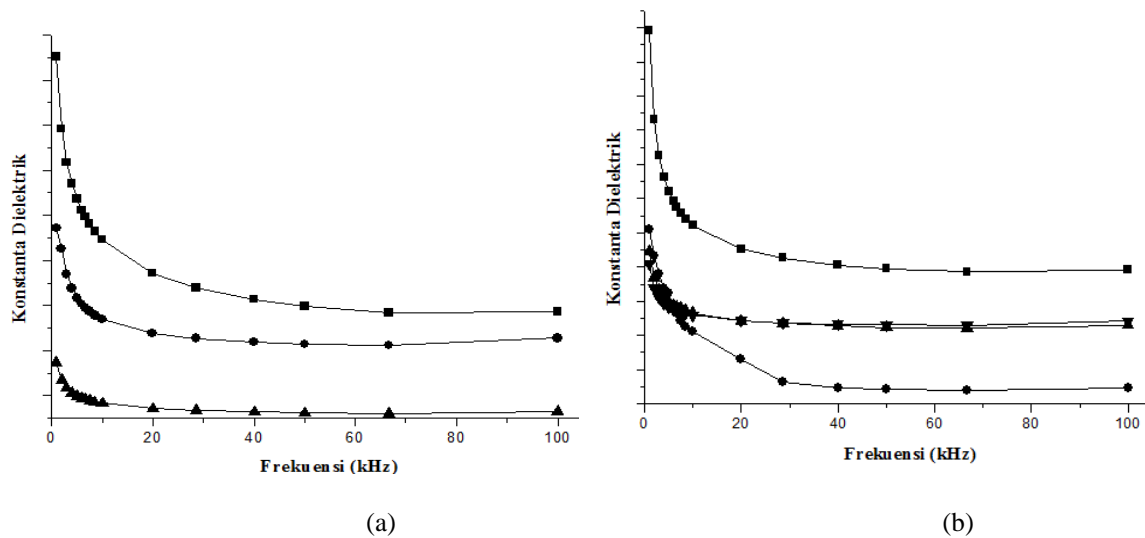 Konstanta Dielektrik
0 20 40 60 80 100
Frekuensi (kHz)
(a)
Konstanta Dielektrik
0 20 40 60 80 100
Frekuensi (kHz)
(b)